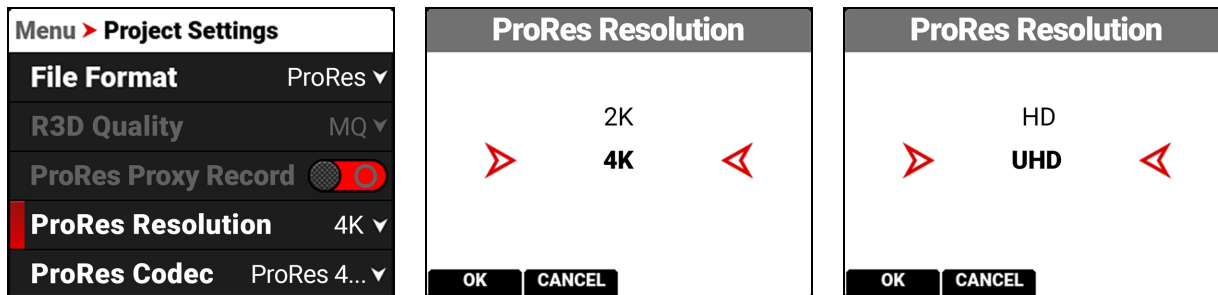 Menu > Project Settings
File Format ProRes
R3D Quality MQ
ProRes Proxy Record
ProRes Resolution 4K
ProRes Codec ProRes 4...
ProRes Resolution
2K
4K
OK CANCEL
ProRes Resolution
HD
UHD
OK CANCEL